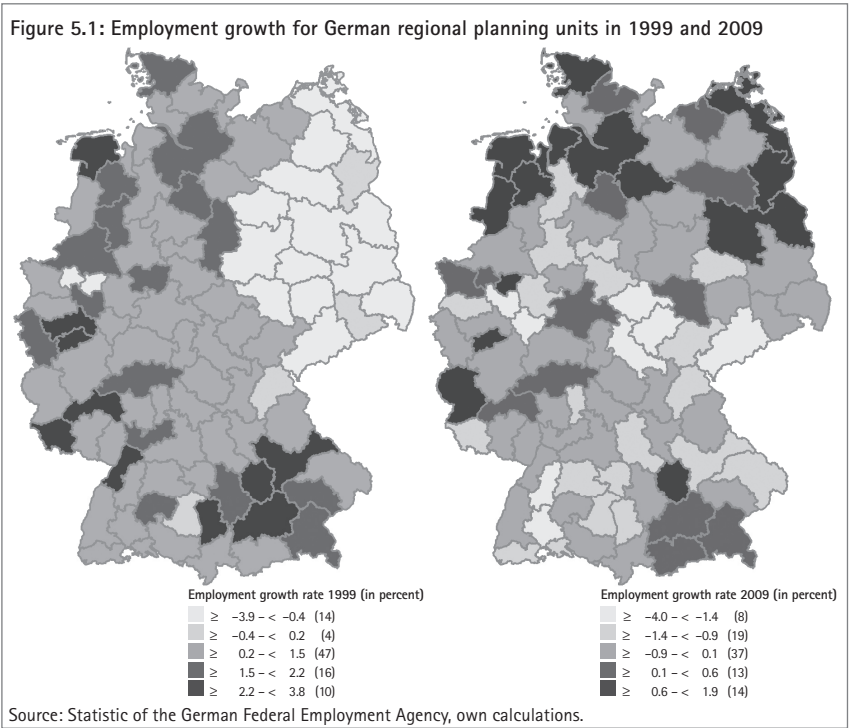 Figure 5.1: Employment growth for German regional planning units in 1999 and 2009
Employment growth rate 1999 (in percent)
≥ −3.9 − < −0.4 (14)
≥ −0.4 − < 0.2 (4)
≥ 0.2 − < 1.5 (47)
≥ 1.5 − < 2.2 (16)
≥ 2.2 − < 3.8 (10)
Employment growth rate 2009 (in percent)
≥ −4.0 − < −1.4 (8)
≥ −1.4 − < −0.9 (19)
≥ −0.9 − < 0.1 (37)
≥ 0.1 − < 0.6 (13)
≥ 0.6 − < 1.9 (14)
Source: Statistic of the German Federal Employment Agency, own calculations.